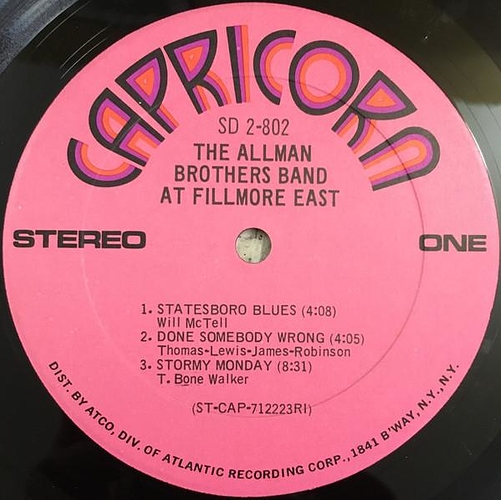 CAPRICORN
SD 2-802
THE ALLMAN
BROTHERS BAND
AT FILLMORE EAST
STEREO
ONE
1. STATESBORO BLUES (4:08)
Will McTell
2. DONE SOMEBODY WRONG (4:05)
Thomas-Lewis-James-Robinson
3. STORMY MONDAY (8:31)
T. Bone Walker
(ST-CAP-712223RI)
DIST. BY ATCO, DIV. OF ATLANTIC RECORDING CORP., 1841 B'WAY, N.Y., N.Y.